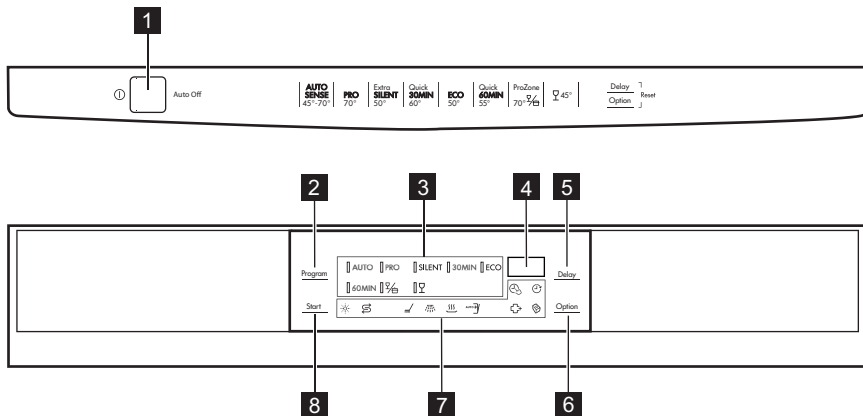 1
Auto Off
AUTO SENSE 45°-70°
PRO 70°
Extra SILENT 50°
Quick 30MIN 60°
ECO 50°
Quick 60MIN 55°
ProZone 70°
45°
Delay
Option
Reset
2
3
4
5
Program
AUTO PRO SILENT 30MIN ECO
Delay
60MIN
Start
Option
8
7
6